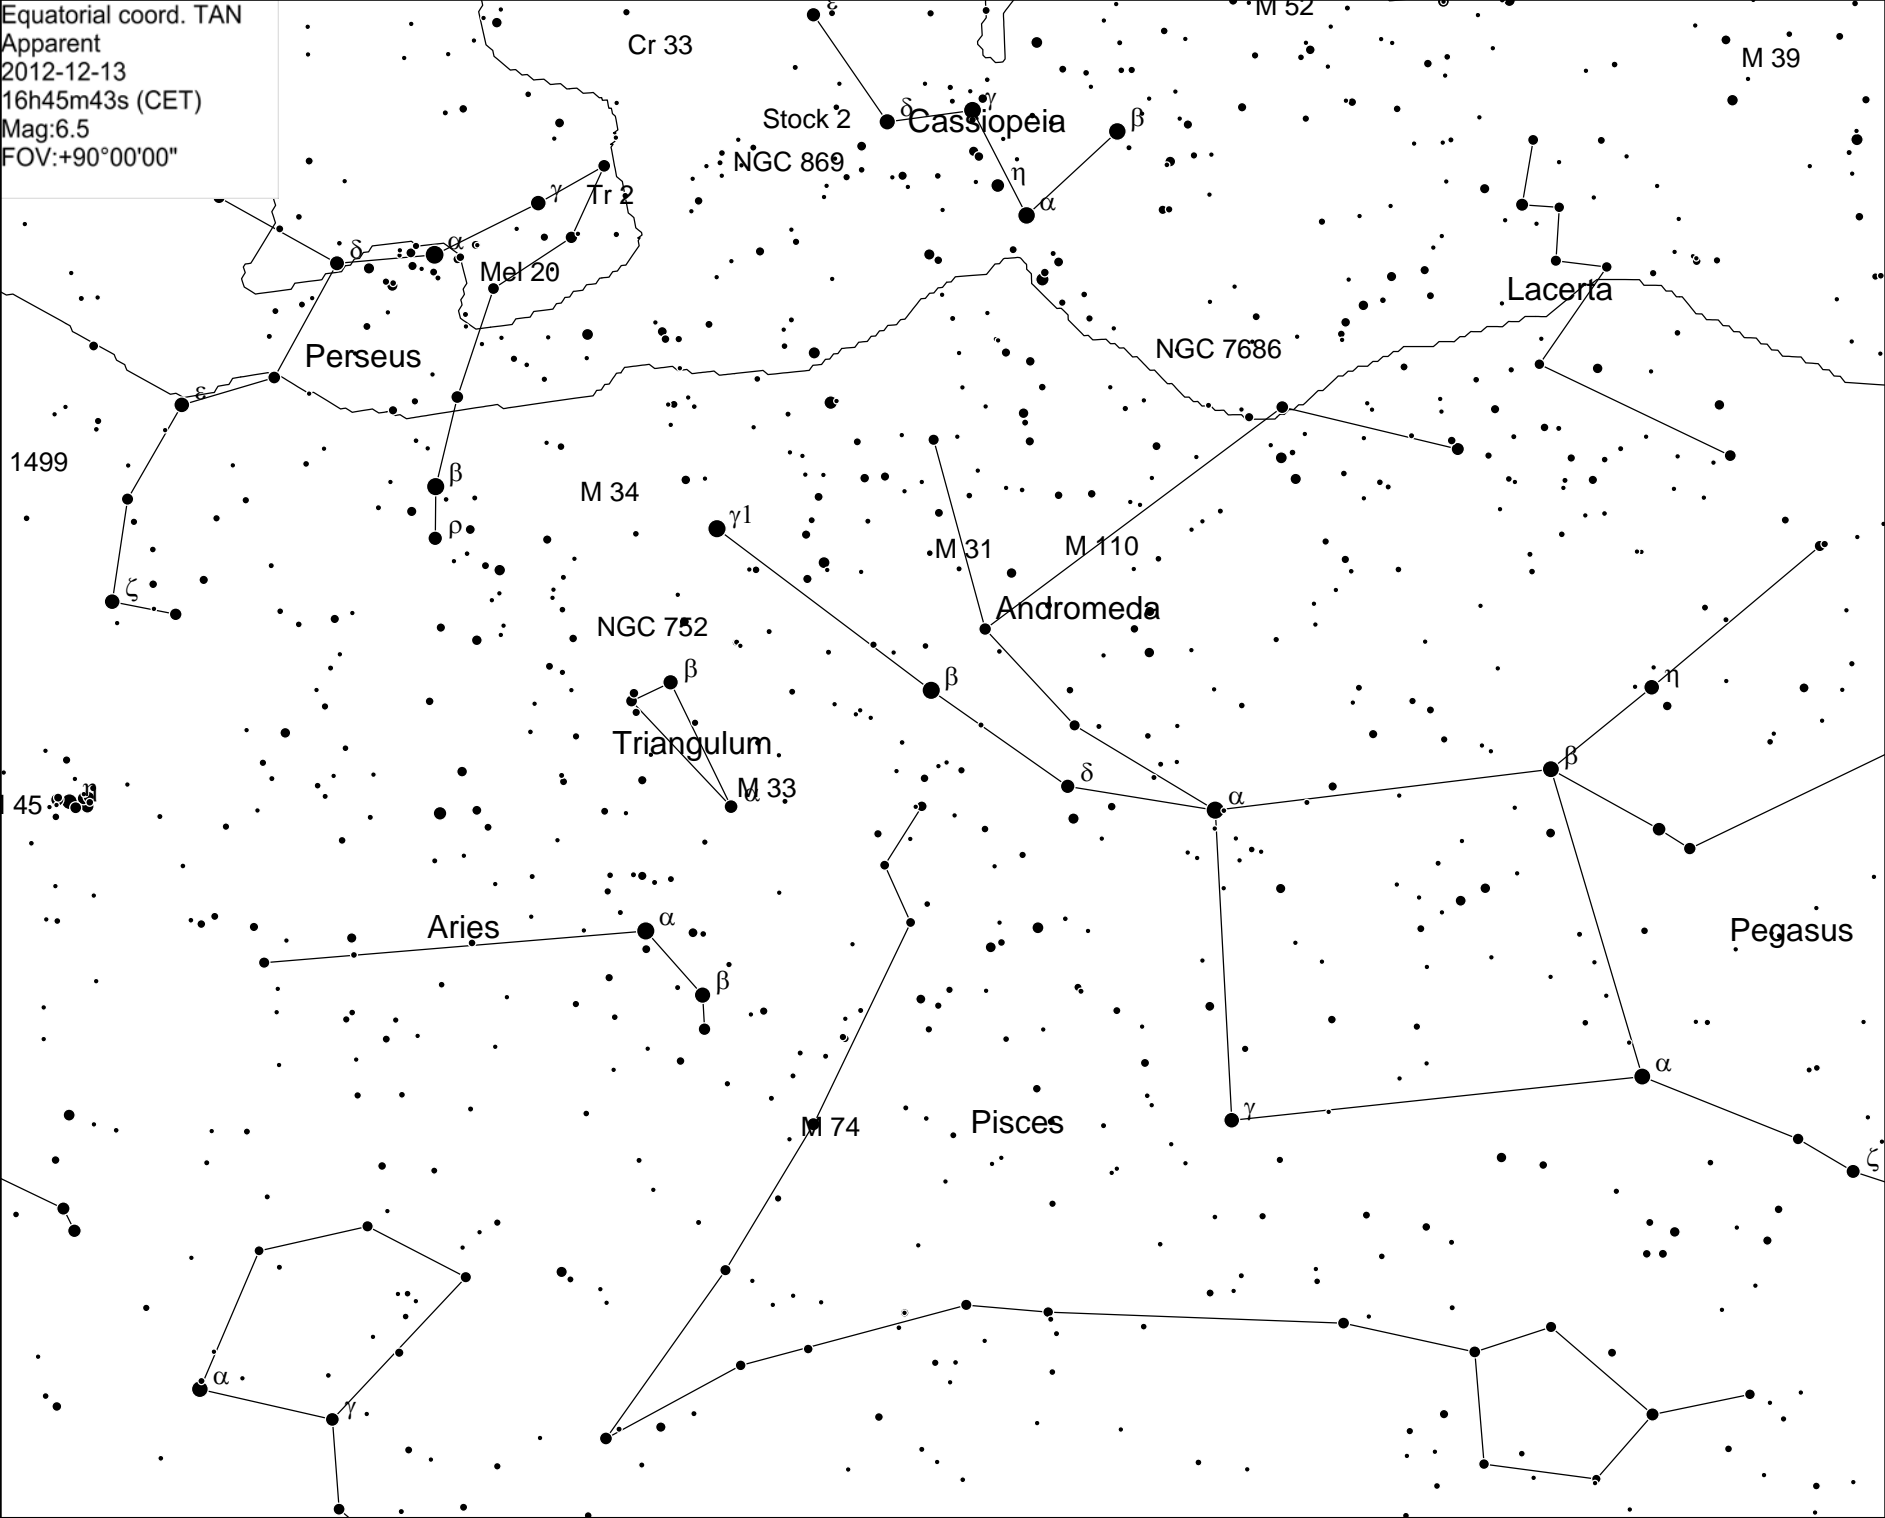 Equatorial coord. TAN
Apparent
2012-12-13
16h45m43s (CET)
Mag:6.5
FOV:+90°00'00"
ε
M 52
Cr 33
M 39
γ
δ
Cassiopeia
β
Stock 2
NGC 869
η
γ
Tr 2
α
δ
α
Mel 20
Lacerta
Perseus
NGC 7686
ε
1499
β
M 34
γ1
ρ
M 31
M 110
ζ
Andromeda
NGC 752
β
β
η
Triangulum
β
δ
M 33
α
α
45
η
Aries
α
Pegasus
β
α
γ
Pisces
M 74
ζ
α
γ